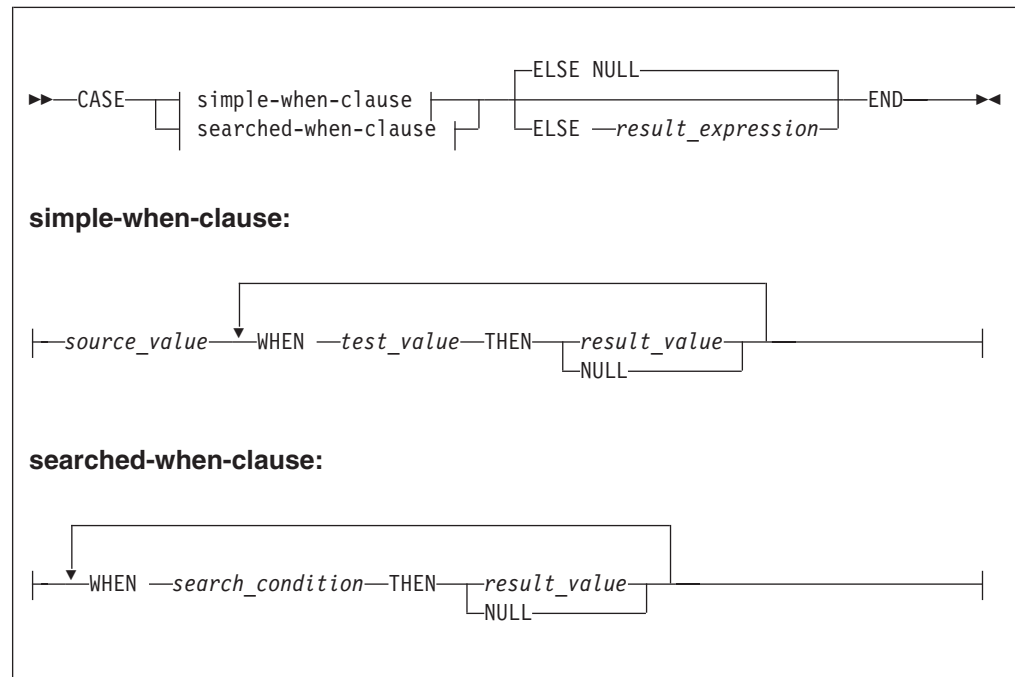 ELSE NULL
CASE simple-when-clause END
searched-when-clause ELSE result_expression
simple-when-clause:
source_value WHEN test_value THEN result_value
NULL
searched-when-clause:
WHEN search_condition THEN result_value
NULL